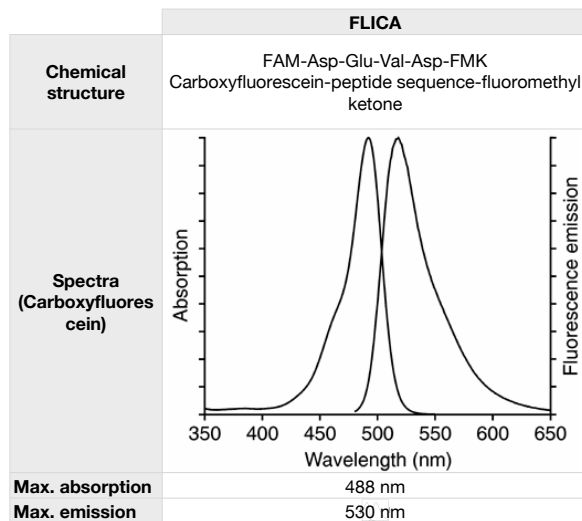 FLICA
Chemical
structure
FAM-Asp-Glu-Val-Asp-FMK
Carboxyfluorescein-peptide sequence-fluoromethyl
ketone
Spectra
(Carboxyfluores
cein)
Absorption
Fluorescence emission
350 400 450 500 550 600 650
Wavelength (nm)
Max. absorption 488 nm
Max. emission 530 nm